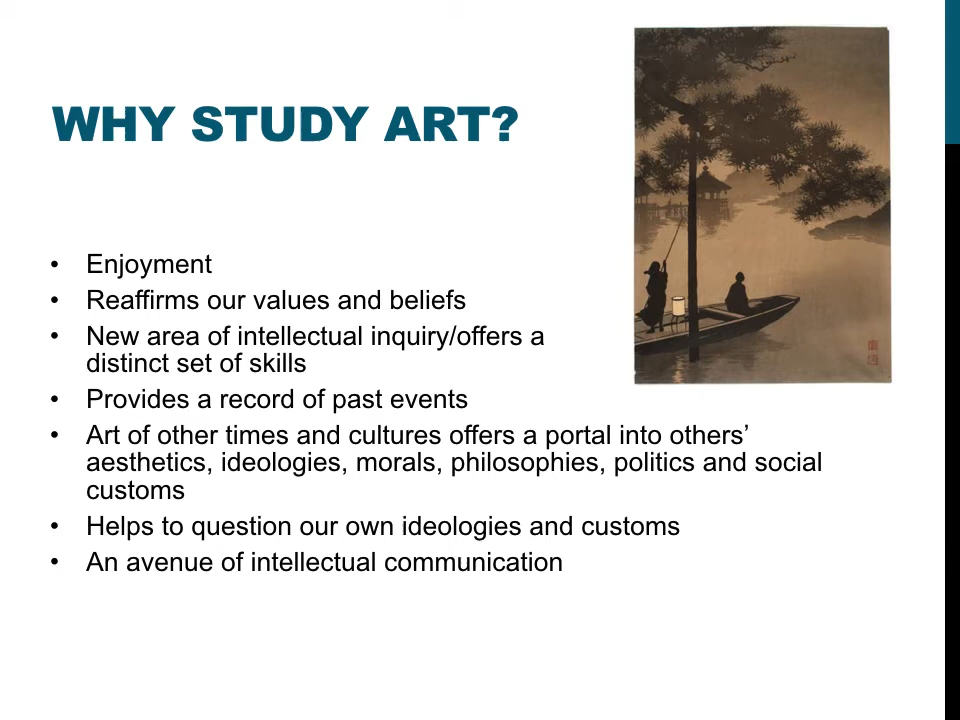 WHY STUDY ART?
• Enjoyment
• Reaffirms our values and beliefs
• New area of intellectual inquiry/offers a
distinct set of skills
• Provides a record of past events
• Art of other times and cultures offers a portal into others’
aesthetics, ideologies, morals, philosophies, politics and social
customs
• Helps to question our own ideologies and customs
• An avenue of intellectual communication